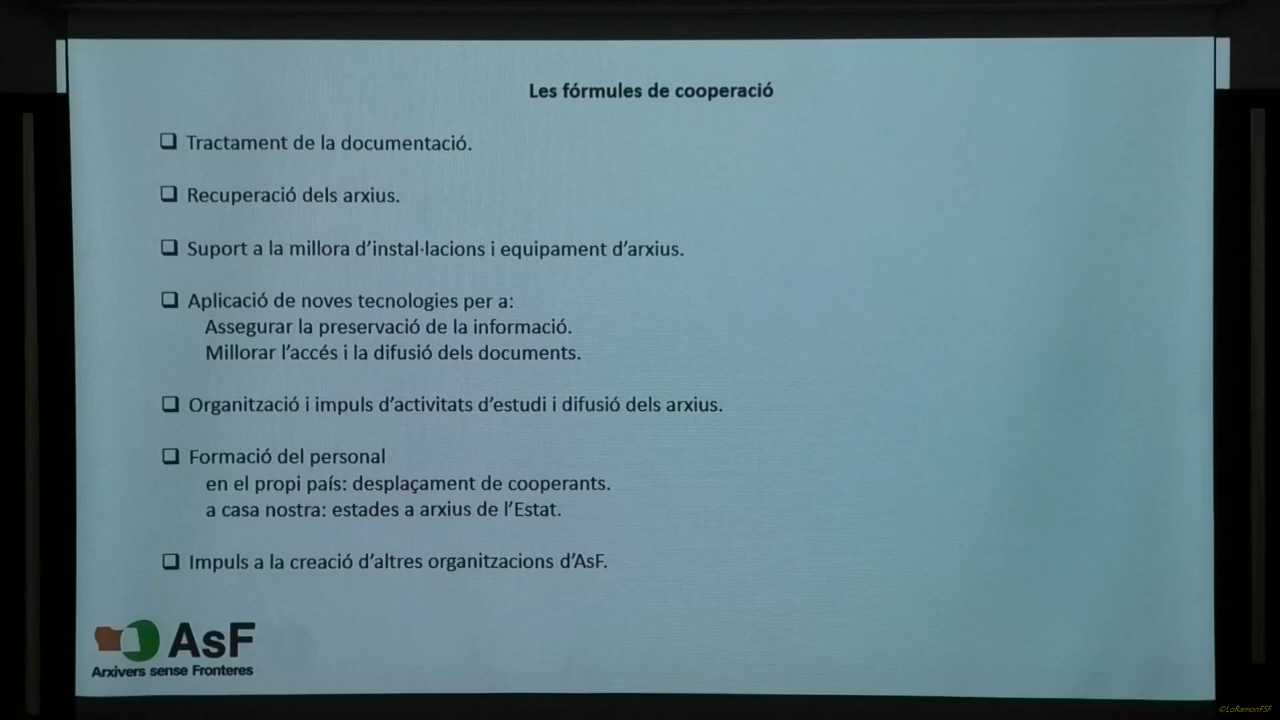 Les fórmules de cooperació
❑ Tractament de la documentació.
❑ Recuperació dels arxius.
❑ Suport a la millora d'instal·lacions i equipament d'arxius.
❑ Aplicació de noves tecnologies per a:
Assegurar la preservació de la informació.
Millorar l'accés i la difusió dels documents.
❑ Organització i impuls d'activitats d'estudi i difusió dels arxius.
❑ Formació del personal
en el propi país: desplaçament de cooperants.
a casa nostra: estades a arxius de l'Estat.
❑ Impuls a la creació d'altres organitzacions d'AsF.
AsF
Arxivers sense Fronteres
©LoRamonFSF